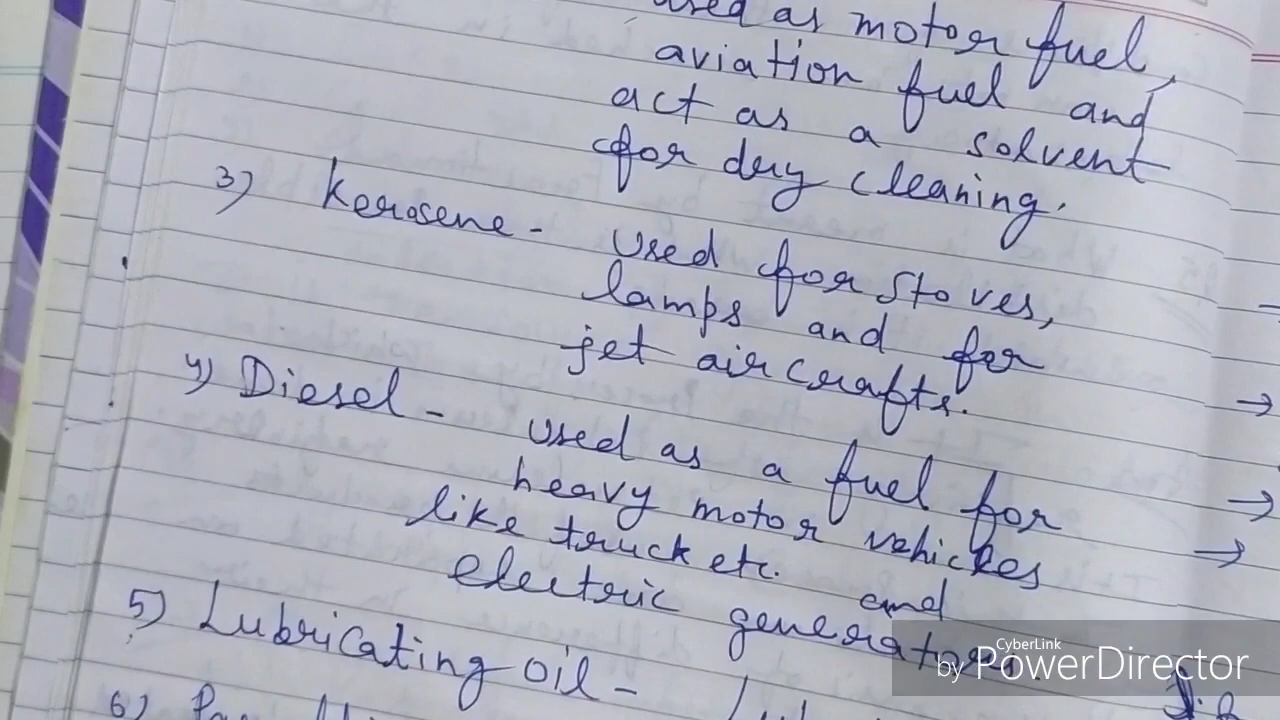 used as motor fuel,
aviation fuel and
act as a solvent
for dry cleaning.
3) Kerosene - used for stoves,
lamps and for
jet aircrafts.
4) Diesel - used as a fuel for
heavy motor vehicles
like truck etc. and
electric generators.
5) Lubricating oil -
6)
CyberLink
by PowerDirector